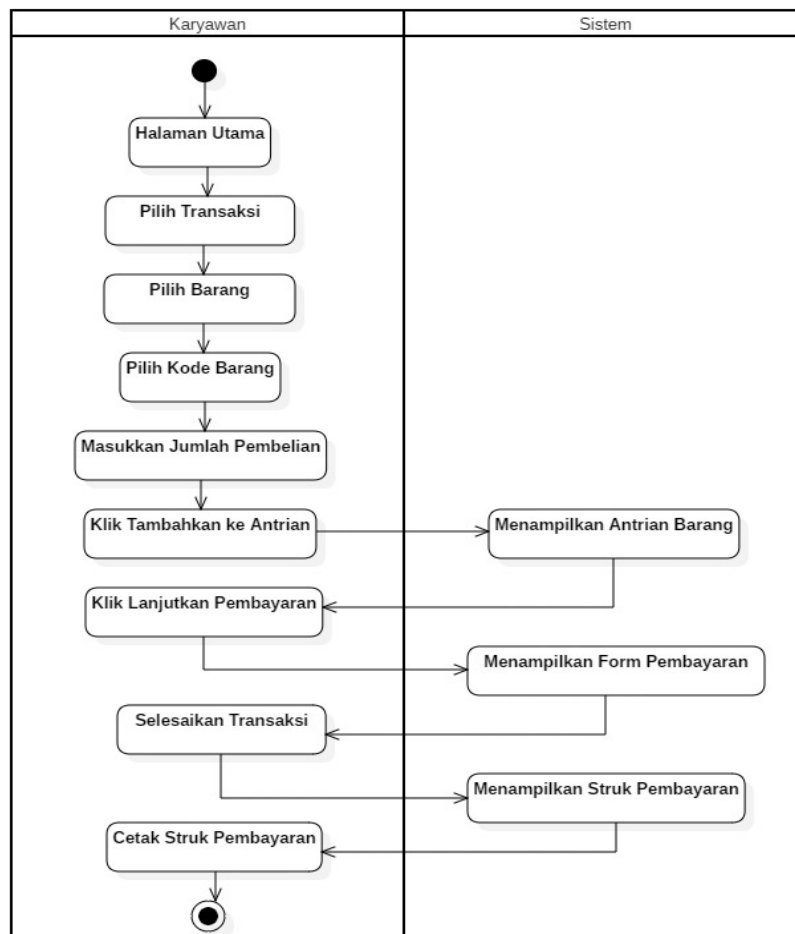 Karyawan
Sistem
Halaman Utama
Pilih Transaksi
Pilih Barang
Pilih Kode Barang
Masukkan Jumlah Pembelian
Klik Tambahkan ke Antrian
Menampilkan Antrian Barang
Klik Lanjutkan Pembayaran
Menampilkan Form Pembayaran
Selesaikan Transaksi
Menampilkan Struk Pembayaran
Cetak Struk Pembayaran